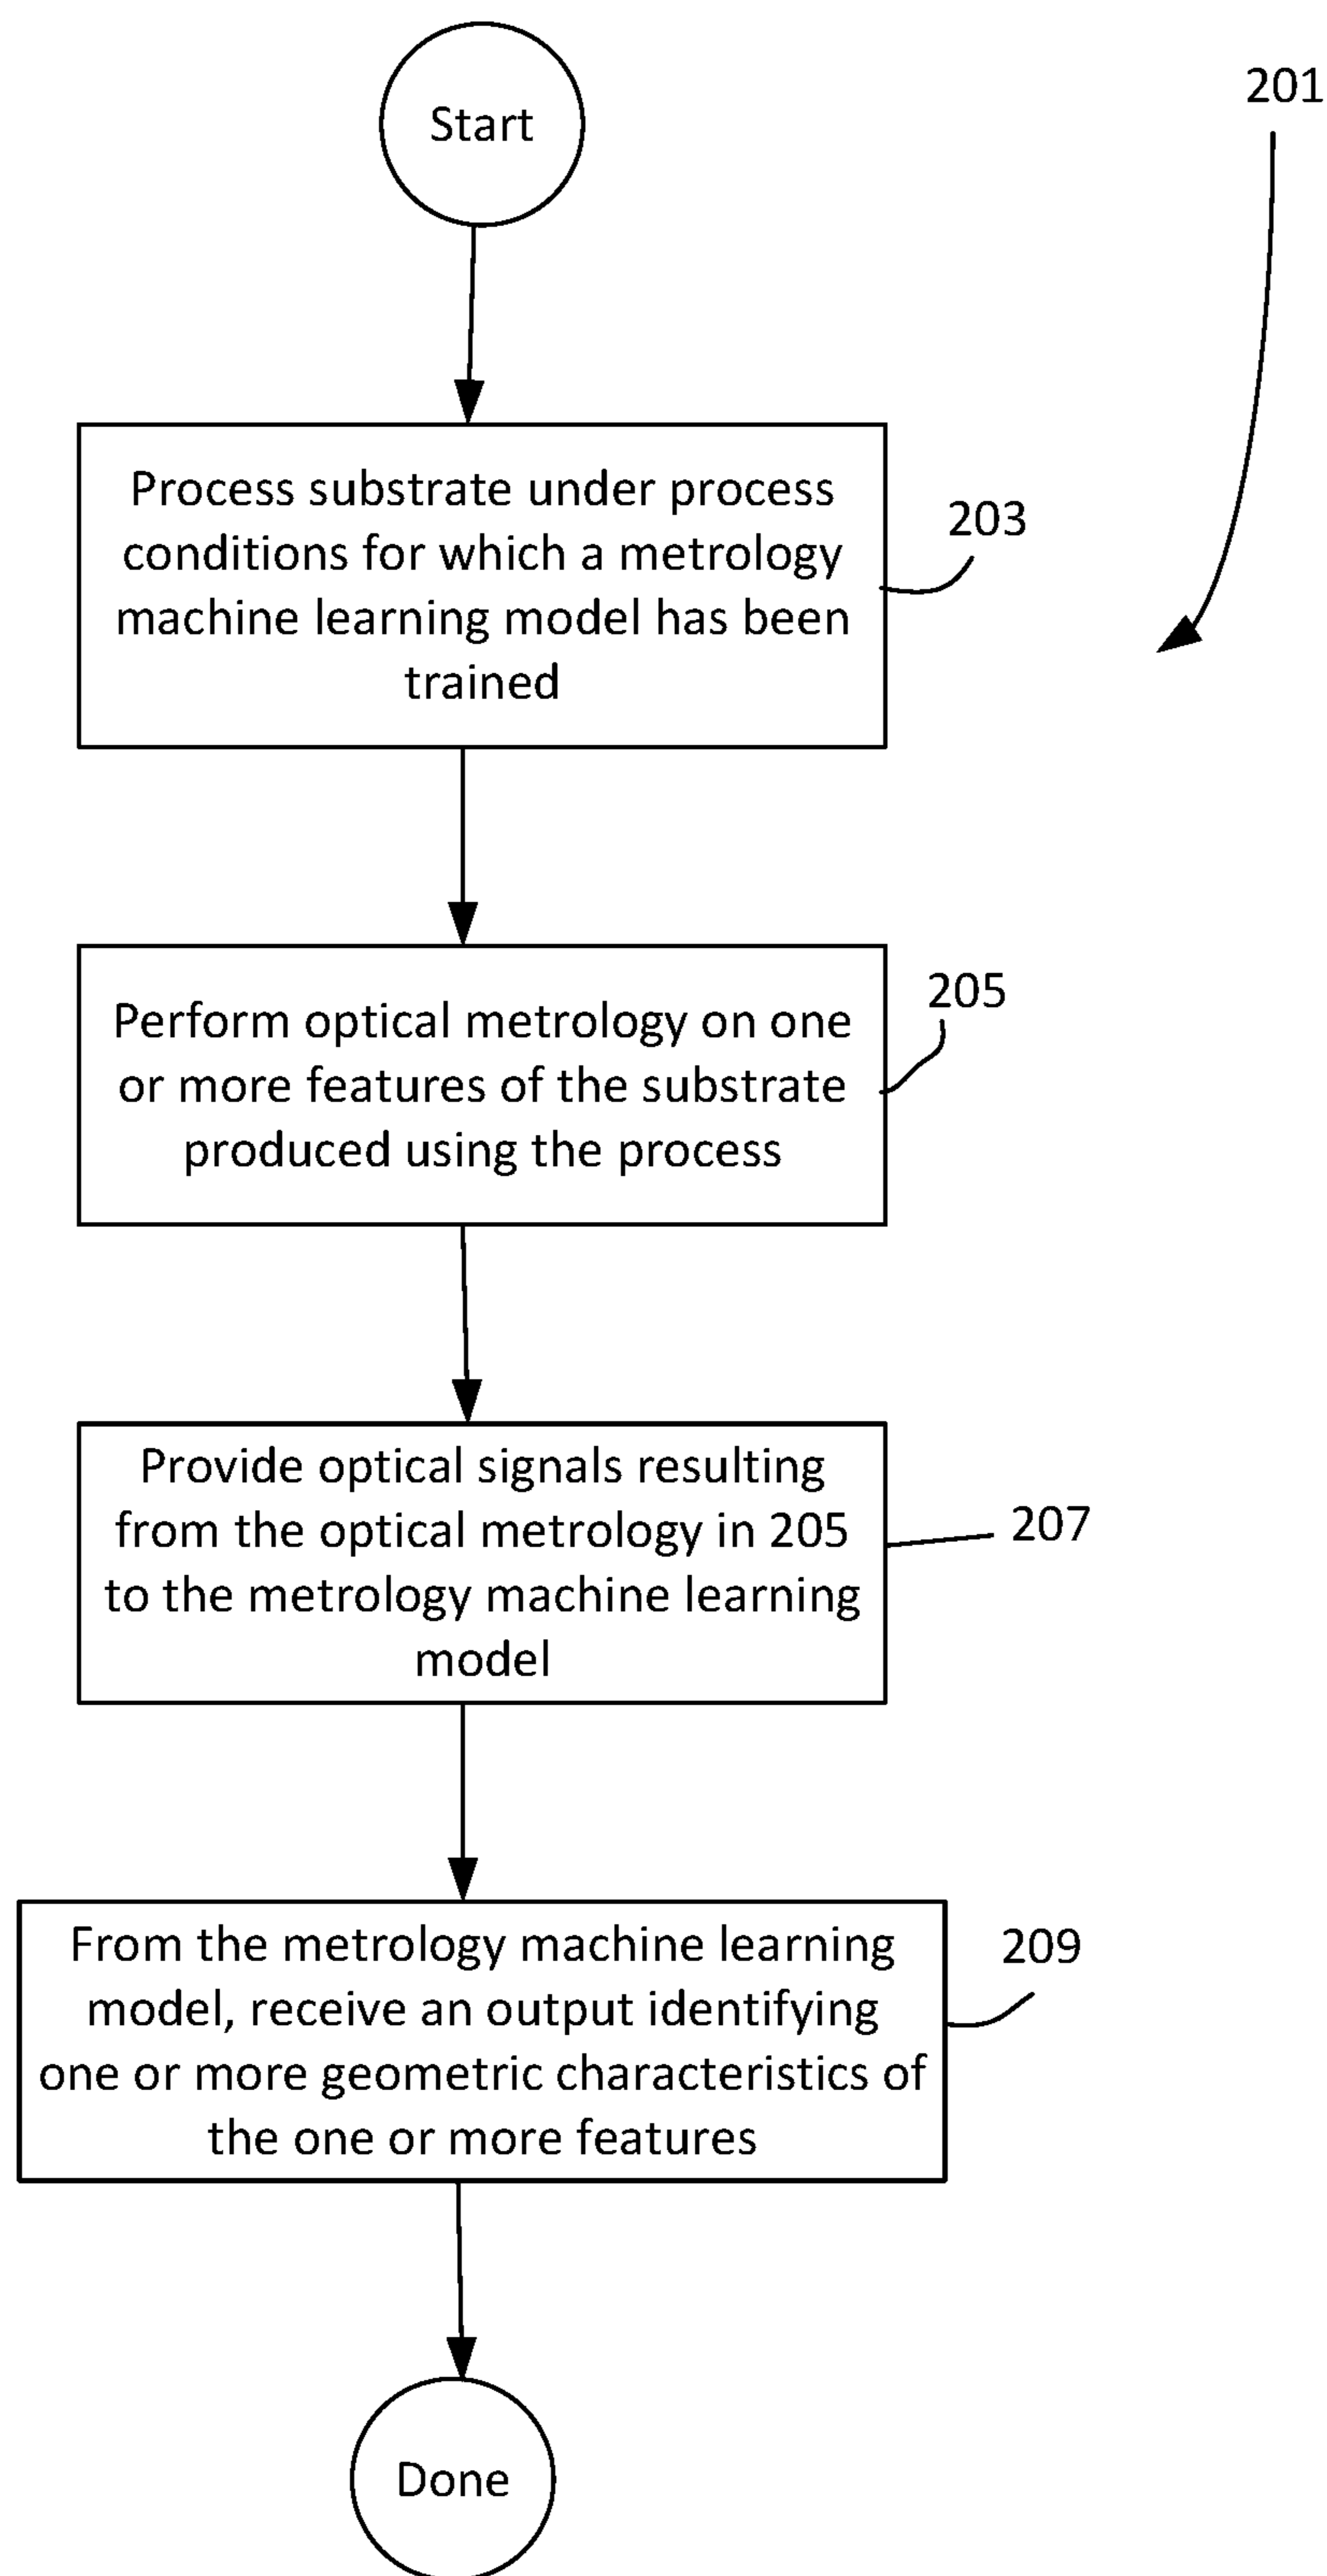 Start
201
Process substrate under process
conditions for which a metrology
machine learning model has been
trained
203
Perform optical metrology on one
or more features of the substrate
produced using the process
205
Provide optical signals resulting
from the optical metrology in 205
to the metrology machine learning
model
207
From the metrology machine learning
model, receive an output identifying
one or more geometric characteristics of
the one or more features
209
Done